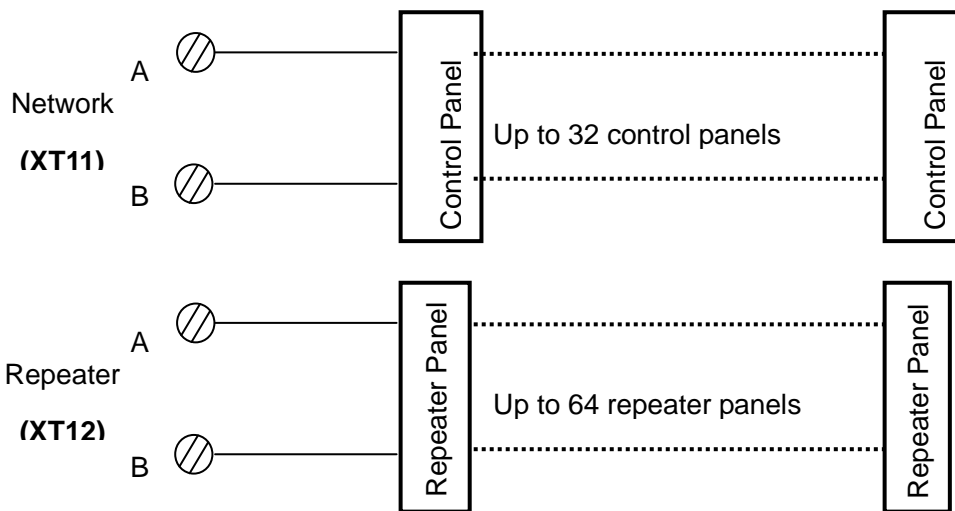 A
Network
(XT11)
B
Control Panel
Up to 32 control panels
Control Panel
A
Repeater
(XT12)
B
Repeater Panel
Up to 64 repeater panels
Repeater Panel